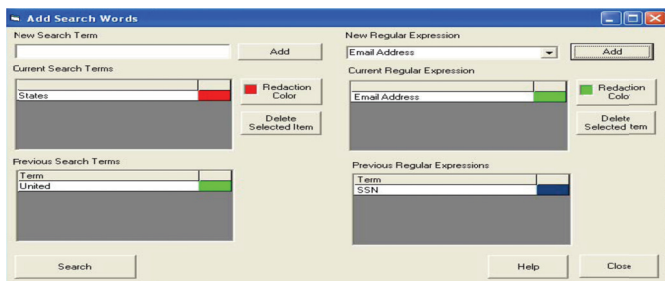 Add Search Words
New Search Term
Add
New Regular Expression
Email Address
Add
Current Search Terms
States
Redaction
Color
Delete
Selected Item
Current Regular Expression
Email Address
Redaction
Colo
Delete
Selected tem
Previous Search Terms
Term
United
Previous Regular Expressions
Term
SSN
Search
Help
Close